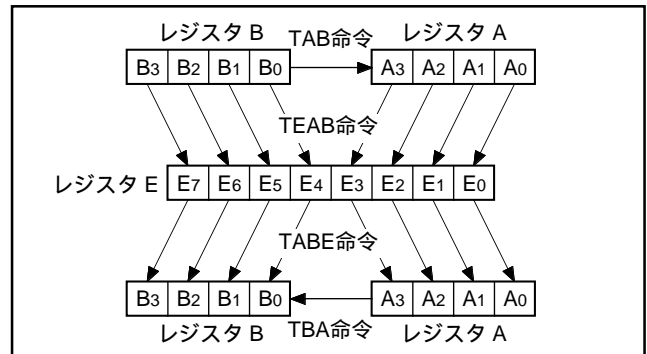 レジスタ B TAB命令 レジスタ A
B3 B2 B1 B0 A3 A2 A1 A0
TEAB命令
レジスタ E E7 E6 E5 E4 E3 E2 E1 E0
TABE命令
B3 B2 B1 B0 A3 A2 A1 A0
レジスタ B TBA命令 レジスタ A